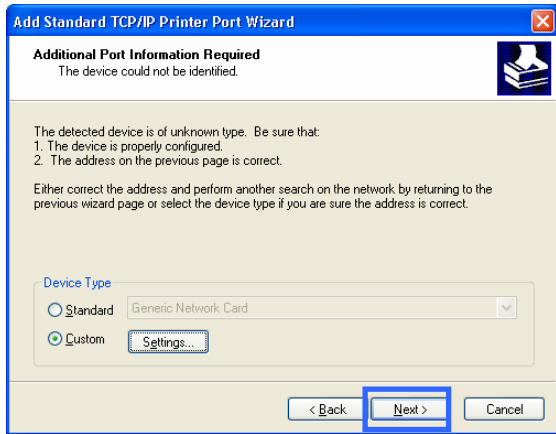 Add Standard TCP/IP Printer Port Wizard
Additional Port Information Required
The device could not be identified.
The detected device is of unknown type.  Be sure that:
1. The device is properly configured.
2.  The address on the previous page is correct.
Either correct the address and perform another search on the network by returning to the
previous wizard page or select the device type if you are sure the address is correct.
Device Type
Standard
Generic Network Card
Custom
Settings...
< Back
Next >
Cancel